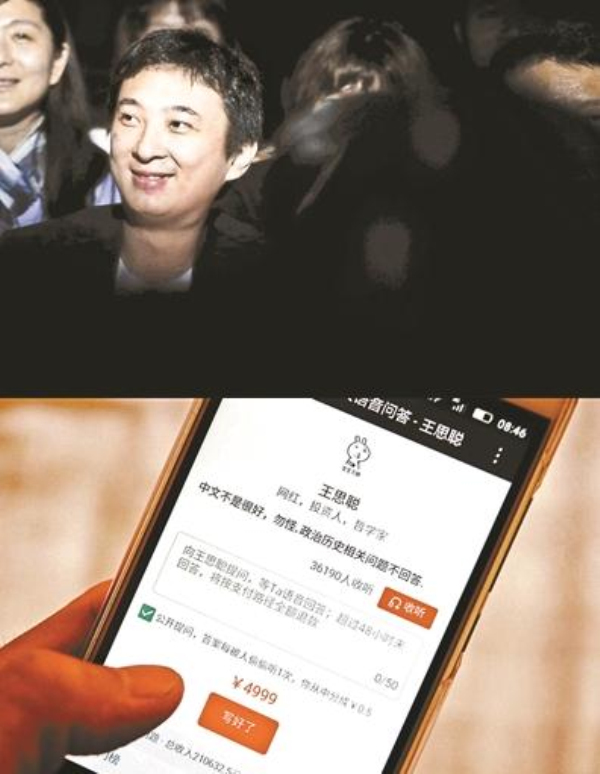 语音问答·王思聪
08:46
王思聪
网红，投资人，哲学家
中文不是很好，勿怪.政治历史相关问题不回答.
36190人收听
收听
向王思聪提问，等Ta语音回答；超过48小时未
回答，将按支付路径全额退款
0/50
公开提问，答案每被人偷偷听1次，你从中分成￥0.5
￥4999
写好了
总收入210632.5